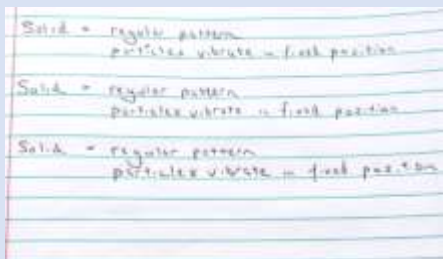 Solid = regular pattern
particles vibrate in fixed position
Solid = regular pattern
particles vibrate in fixed position
Solid = regular pattern
particles vibrate in fixed position